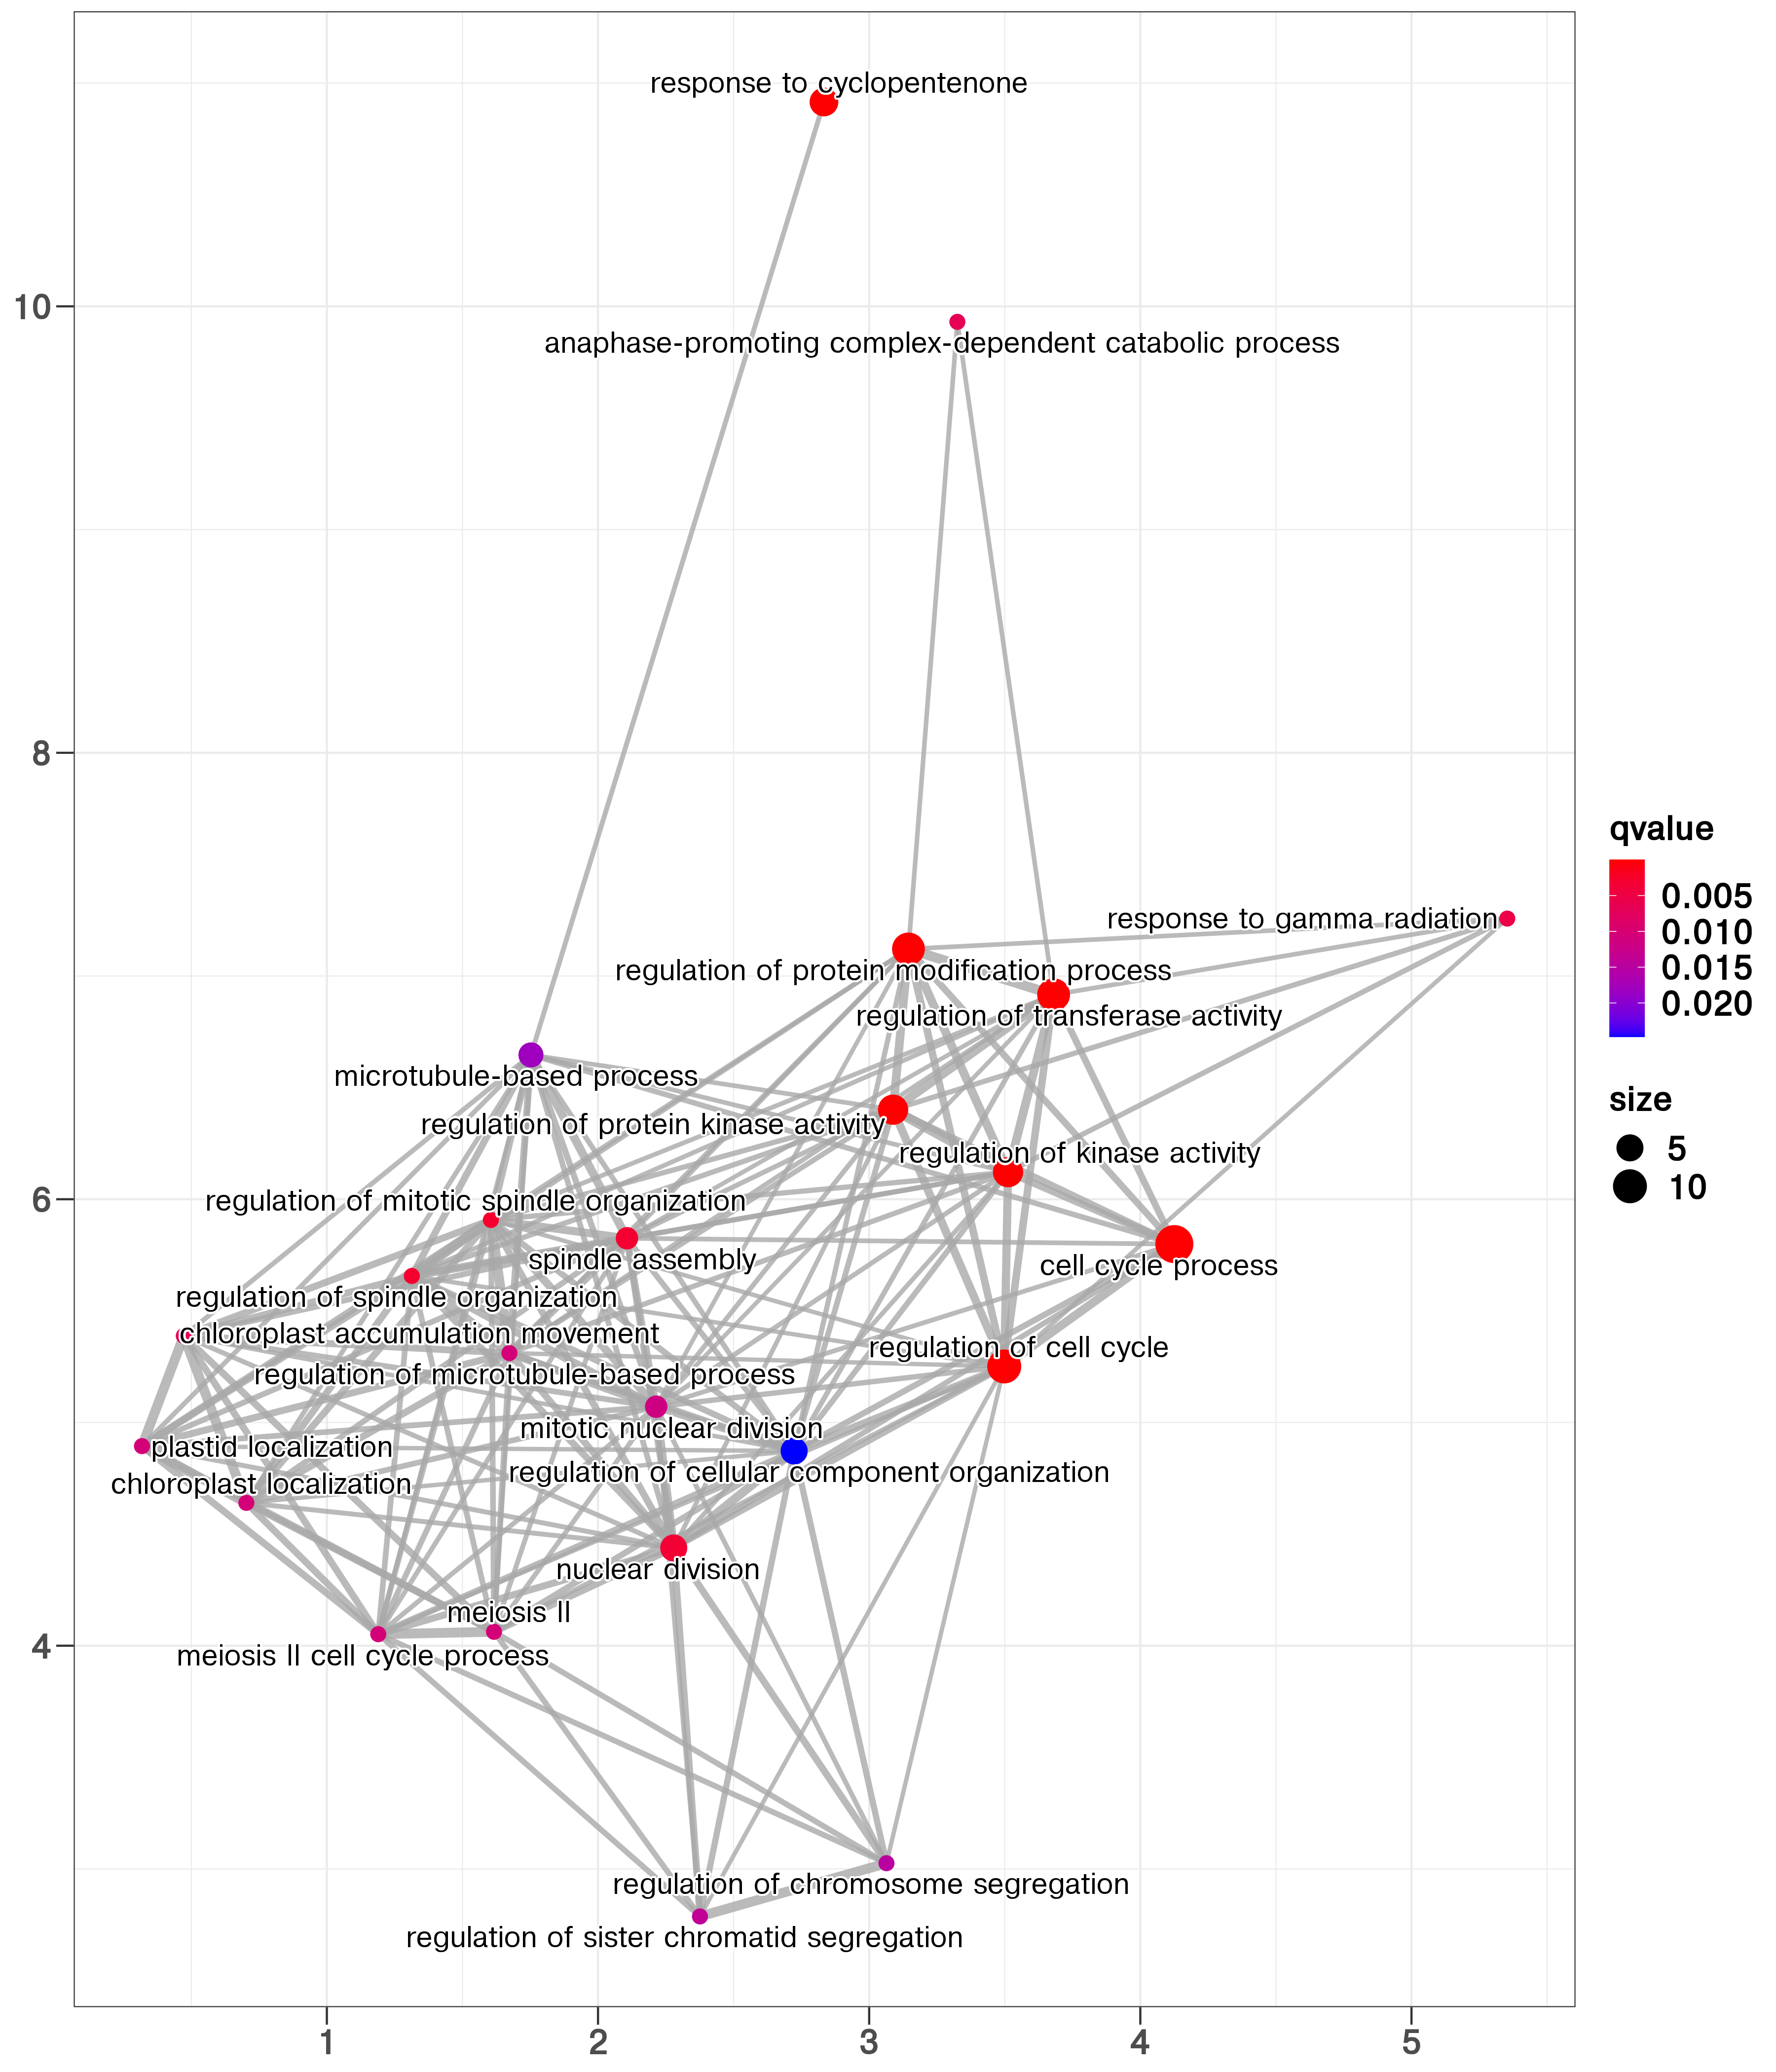 response to cyclopentenone
10
anaphase-promoting complex-dependent catabolic process
8
qvalue
0.005
0.010
0.015
0.020
response to gamma radiation
regulation of protein modification process
regulation of transferase activity
microtubule-based process
size
5
10
regulation of protein kinase activity
regulation of kinase activity
6
regulation of mitotic spindle organization
spindle assembly
cell cycle process
regulation of spindle organization
chloroplast accumulation movement
regulation of cell cycle
regulation of microtubule-based process
mitotic nuclear division
plastid localization
regulation of cellular component organization
chloroplast localization
nuclear division
meiosis II
4
meiosis II cell cycle process
regulation of chromosome segregation
regulation of sister chromatid segregation
1 2 3 4 5